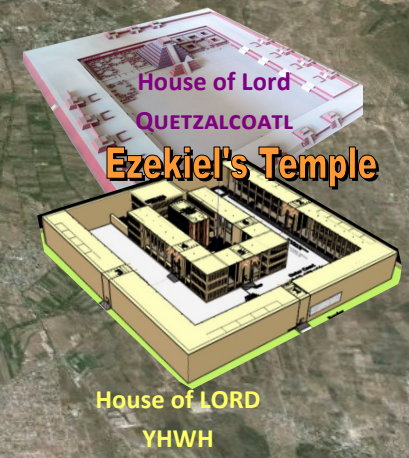 House of Lord
QUETZALCOATL
Ezekiel's Temple
House of LORD
YHWH